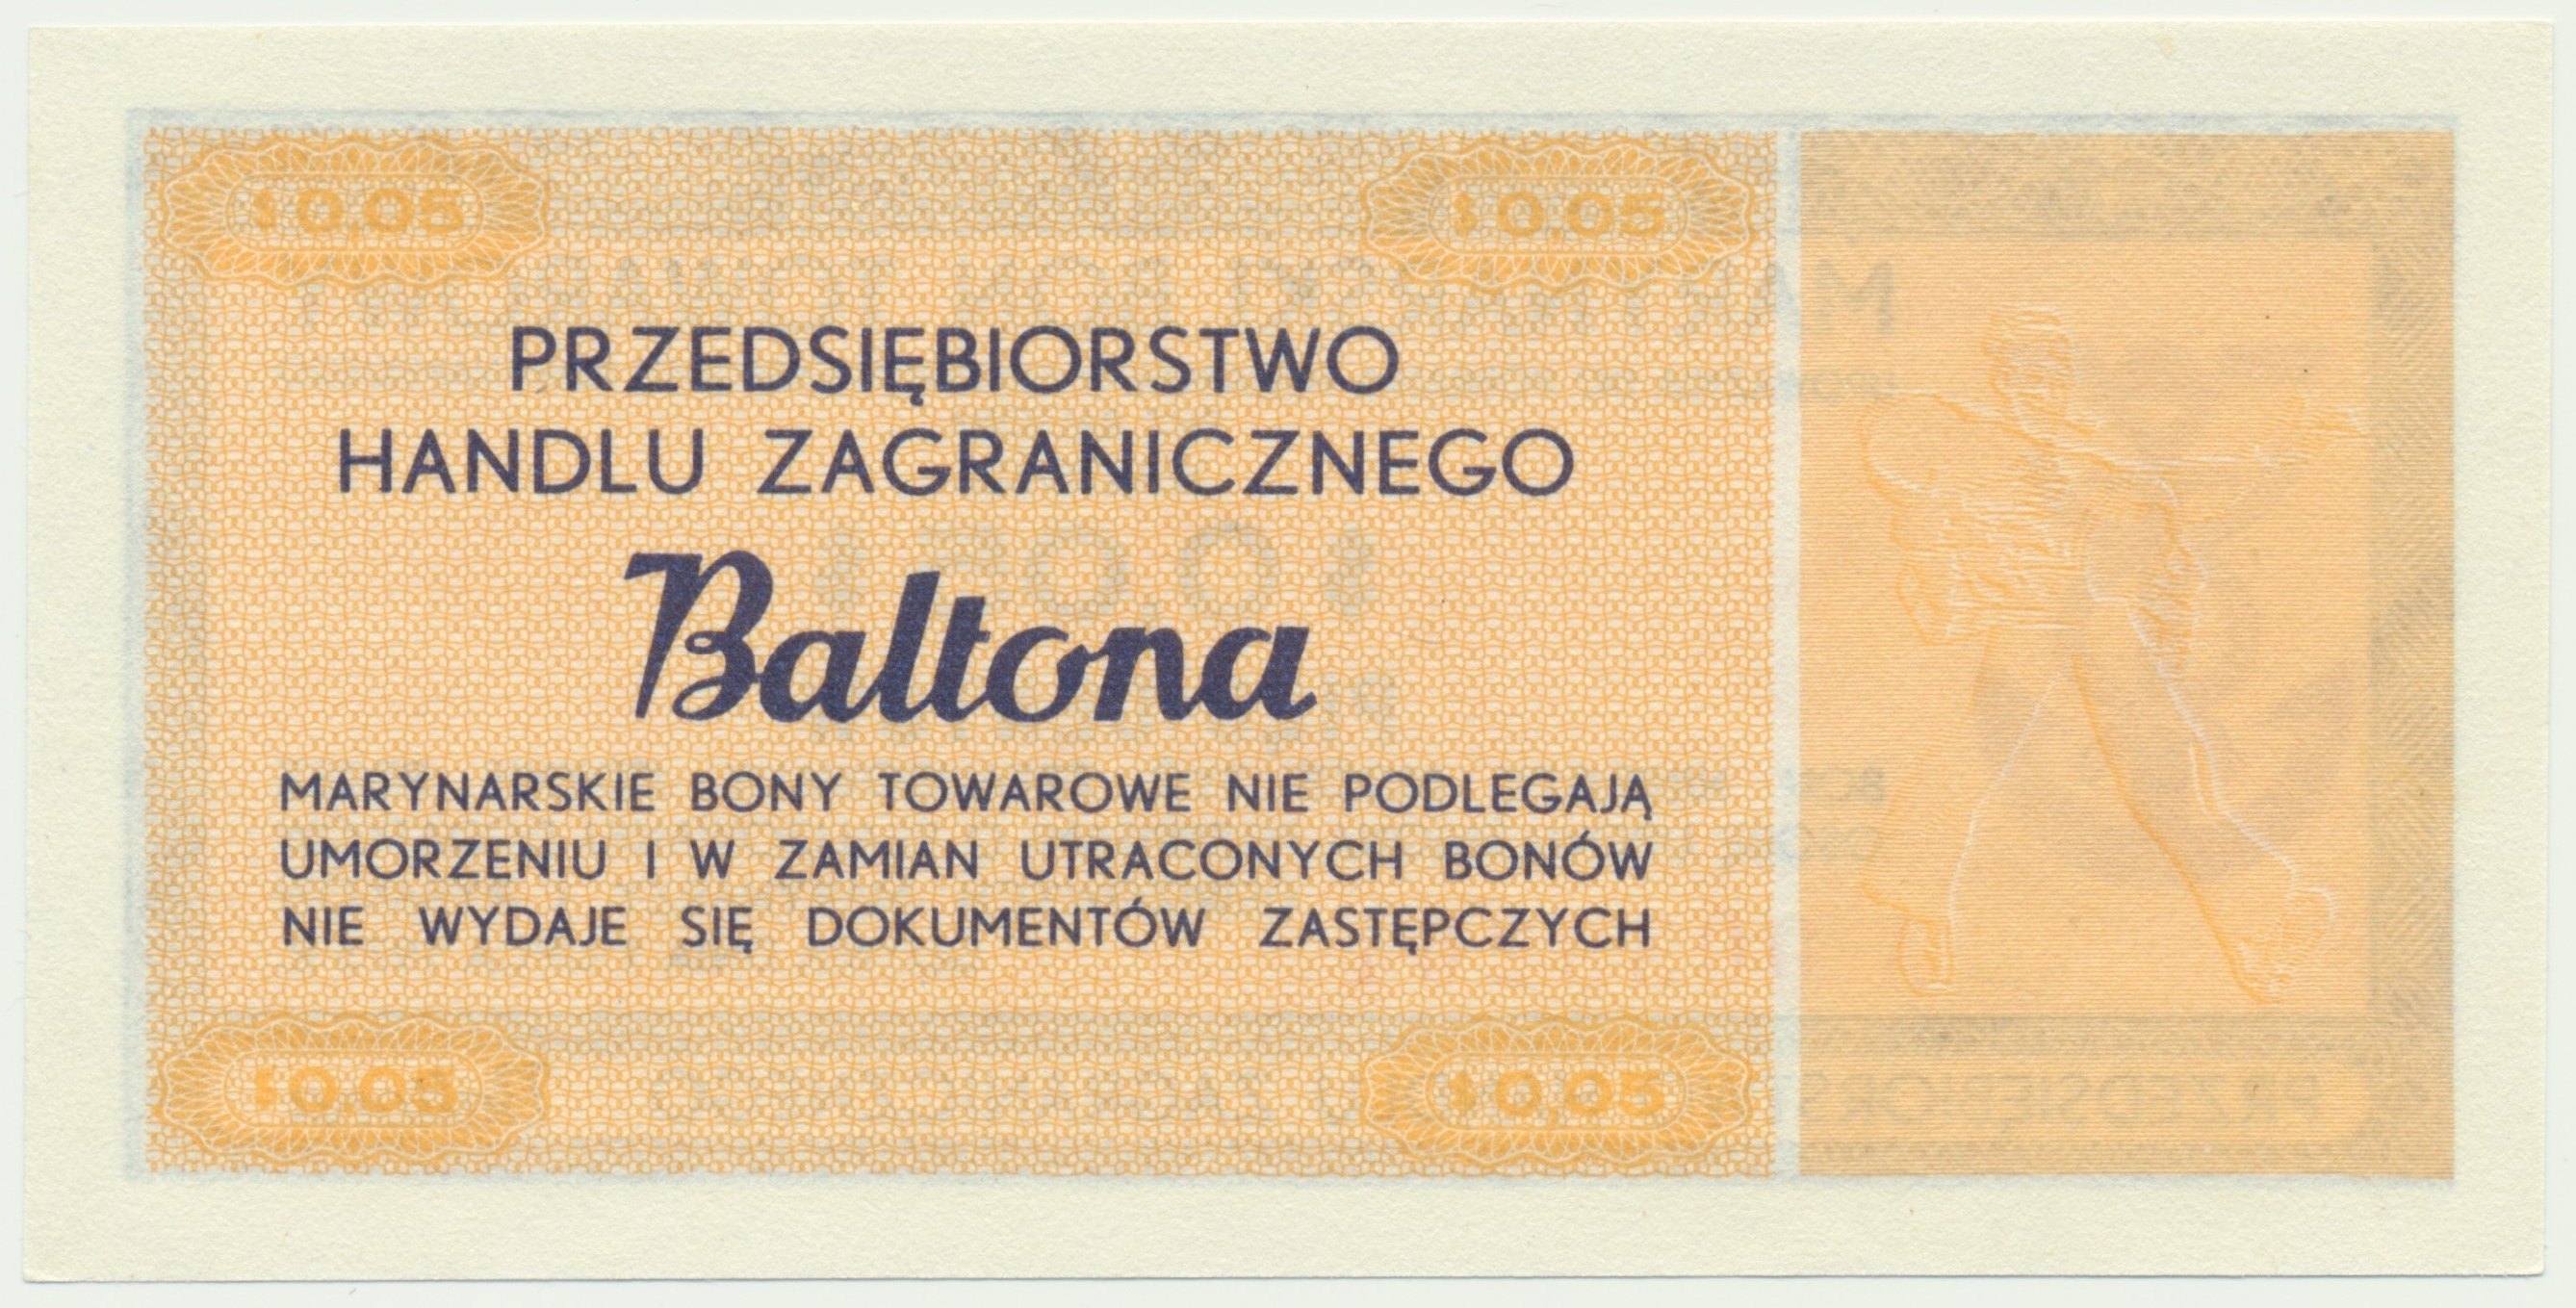 $ 0,05 $ 0,05
PRZEDSIĘBIORSTWO
HANDLU ZAGRANICZNEGO
Baltona
MARYNARSKIE BONY TOWAROWE NIE PODLEGAJĄ
UMORZENIU I W ZAMIAN UTRACONYCH BONÓW
NIE WYDAJE SIĘ DOKUMENTÓW ZASTĘPCZYCH
$ 0,05 $ 0,05